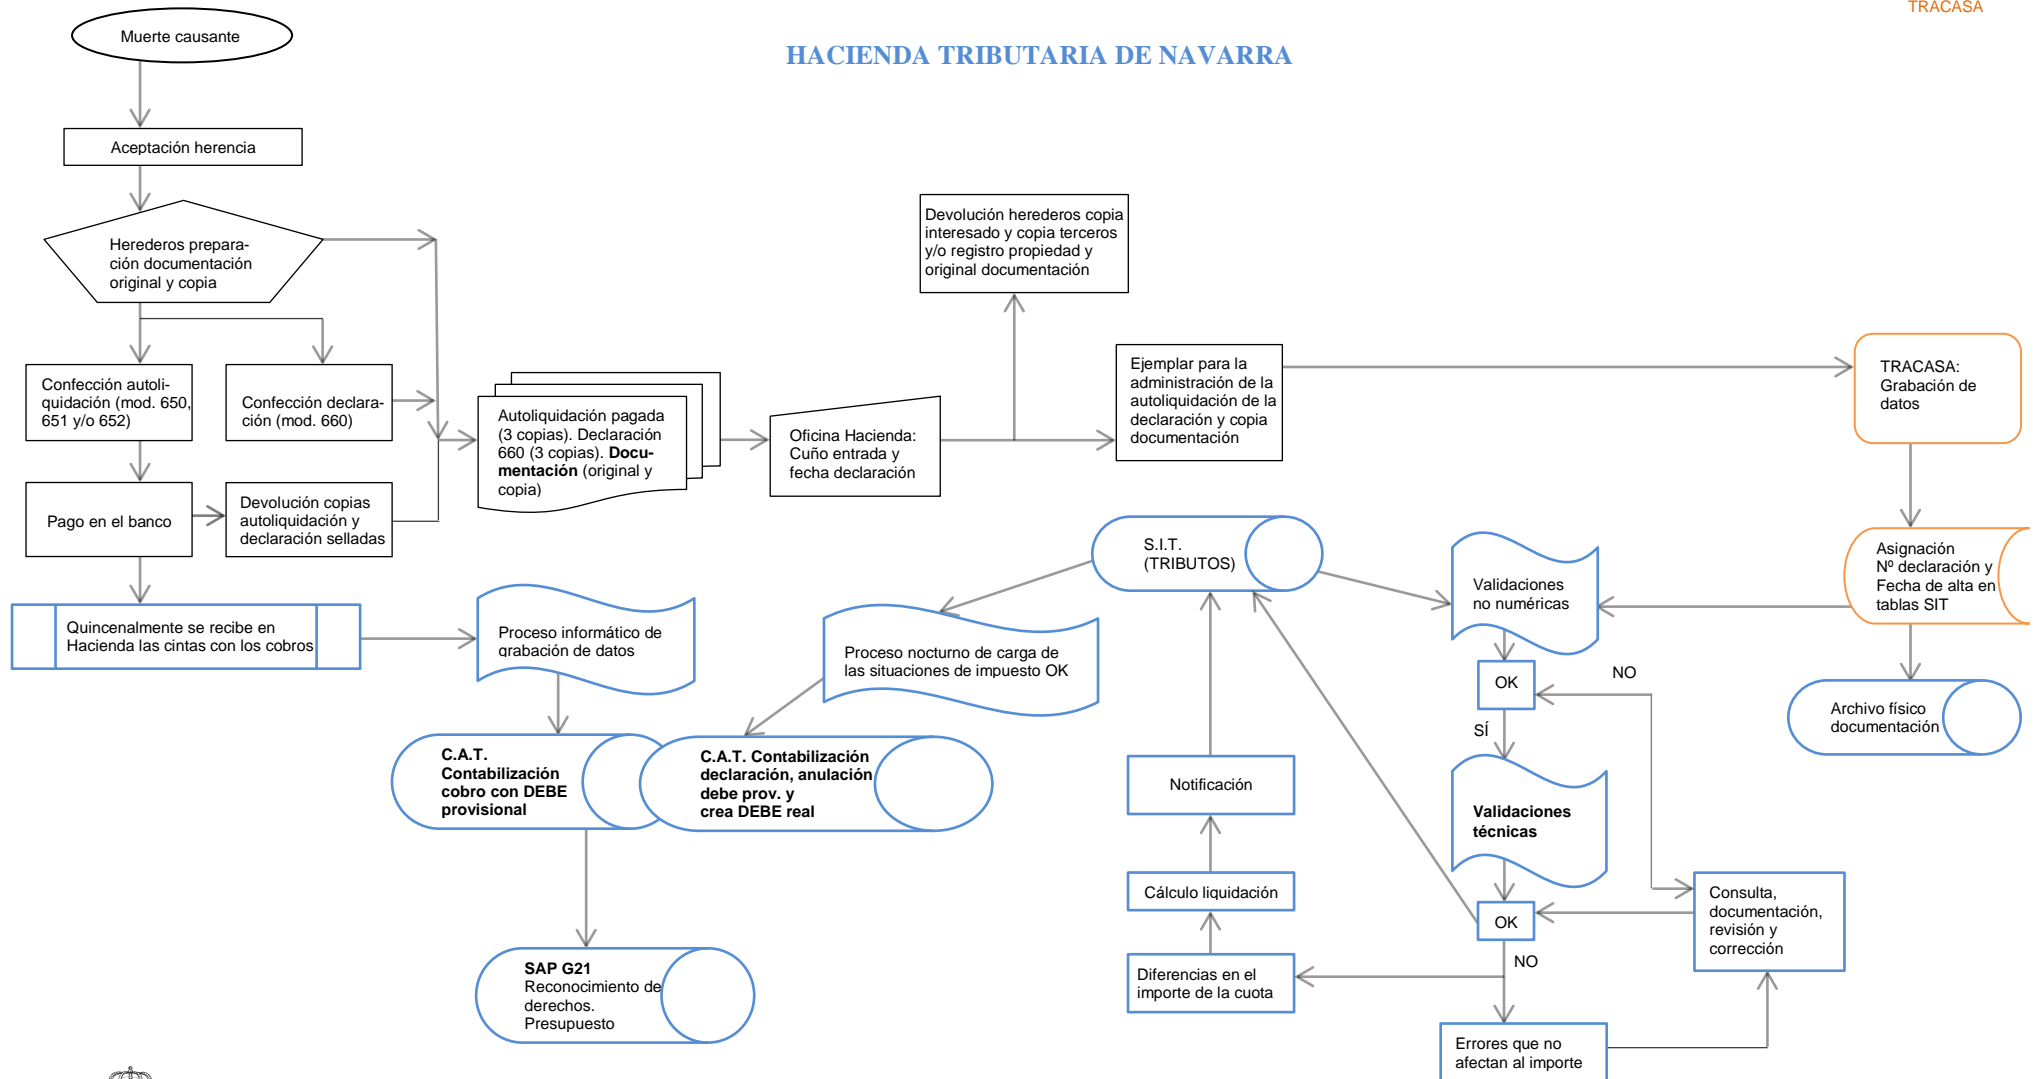 TRACASA
Muerte causante
HACIENDA TRIBUTARIA DE NAVARRA
Aceptación herencia
Herederos prepara-
ción documentación
original y copia
Devolución herederos copia
interesado y copia terceros
y/o registro propiedad y
original documentación
Confección autoli-
quidación (mod. 650,
651 y/o 652)
Confección declara-
ción (mod. 660)
Autoliquidación pagada
(3 copias). Declaración
660 (3 copias). Docu-
mentación (original y
copia)
Oficina Hacienda:
Cuño entrada y
fecha declaración
Ejemplar para la
administración de la
autoliquidación de la
declaración y copia
documentación
TRACASA:
Grabación de
datos
Pago en el banco
Devolución copias
autoliquidación y
declaración selladas
S.I.T.
(TRIBUTOS)
Validaciones
no numéricas
Asignación
Nº declaración y
Fecha de alta en
tablas SIT
Quincenalmente se recibe en
Hacienda las cintas con los cobros
Proceso informático de
grabación de datos
Proceso nocturno de carga de
las situaciones de impuesto OK
OK
NO
SÍ
Archivo físico
documentación
C.A.T.
Contabilización
cobro con DEBE
provisional
C.A.T. Contabilización
declaración, anulación
debe prov. y
crea DEBE real
Notificación
Validaciones
técnicas
Cálculo liquidación
OK
NO
Consulta,
documentación,
revisión y
corrección
SAP G21
Reconocimiento de
derechos.
Presupuesto
Diferencias en el
importe de la cuota
Errores que no
afectan al importe